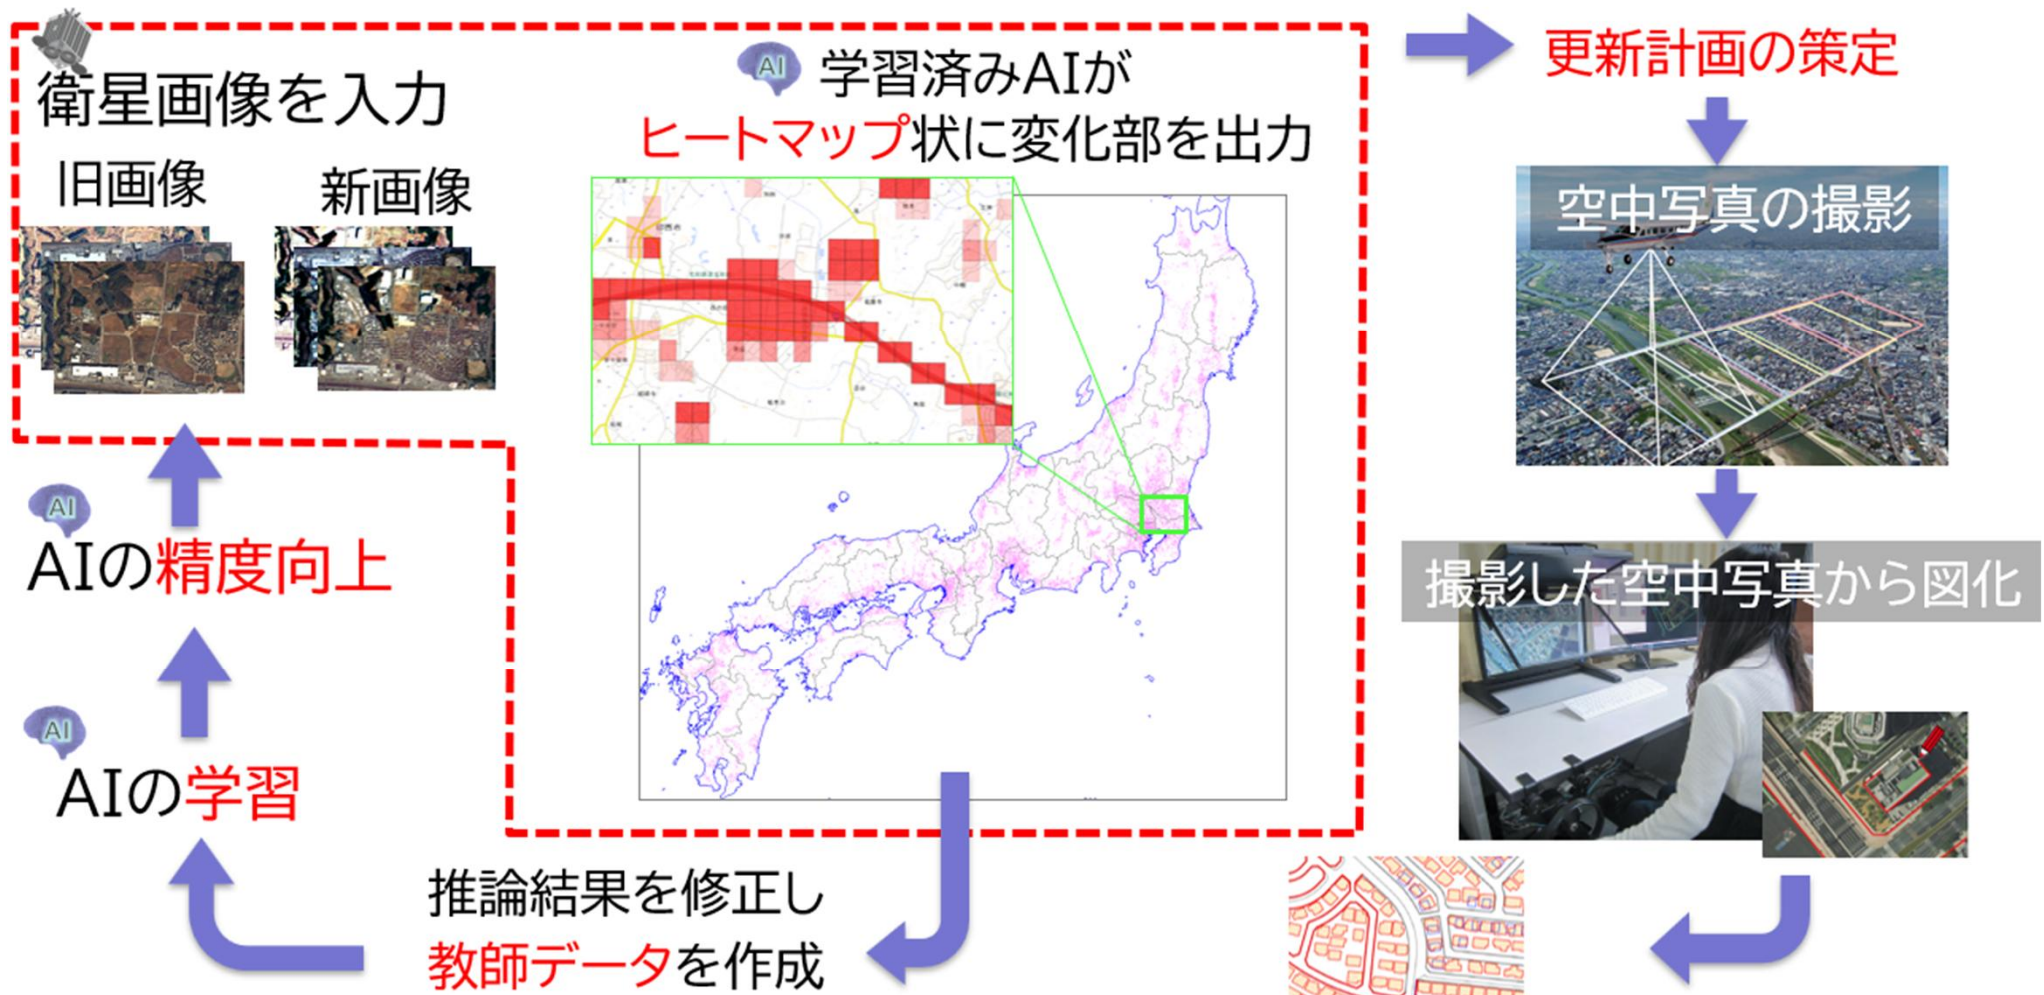 衛星画像を入力
旧画像
新画像
AI
学習済みAIが
ヒートマップ状に変化部を出力
AI
AIの精度向上
AI
AIの学習
推論結果を修正し
教師データを作成
更新計画の策定
空中写真の撮影
撮影した空中写真から図化